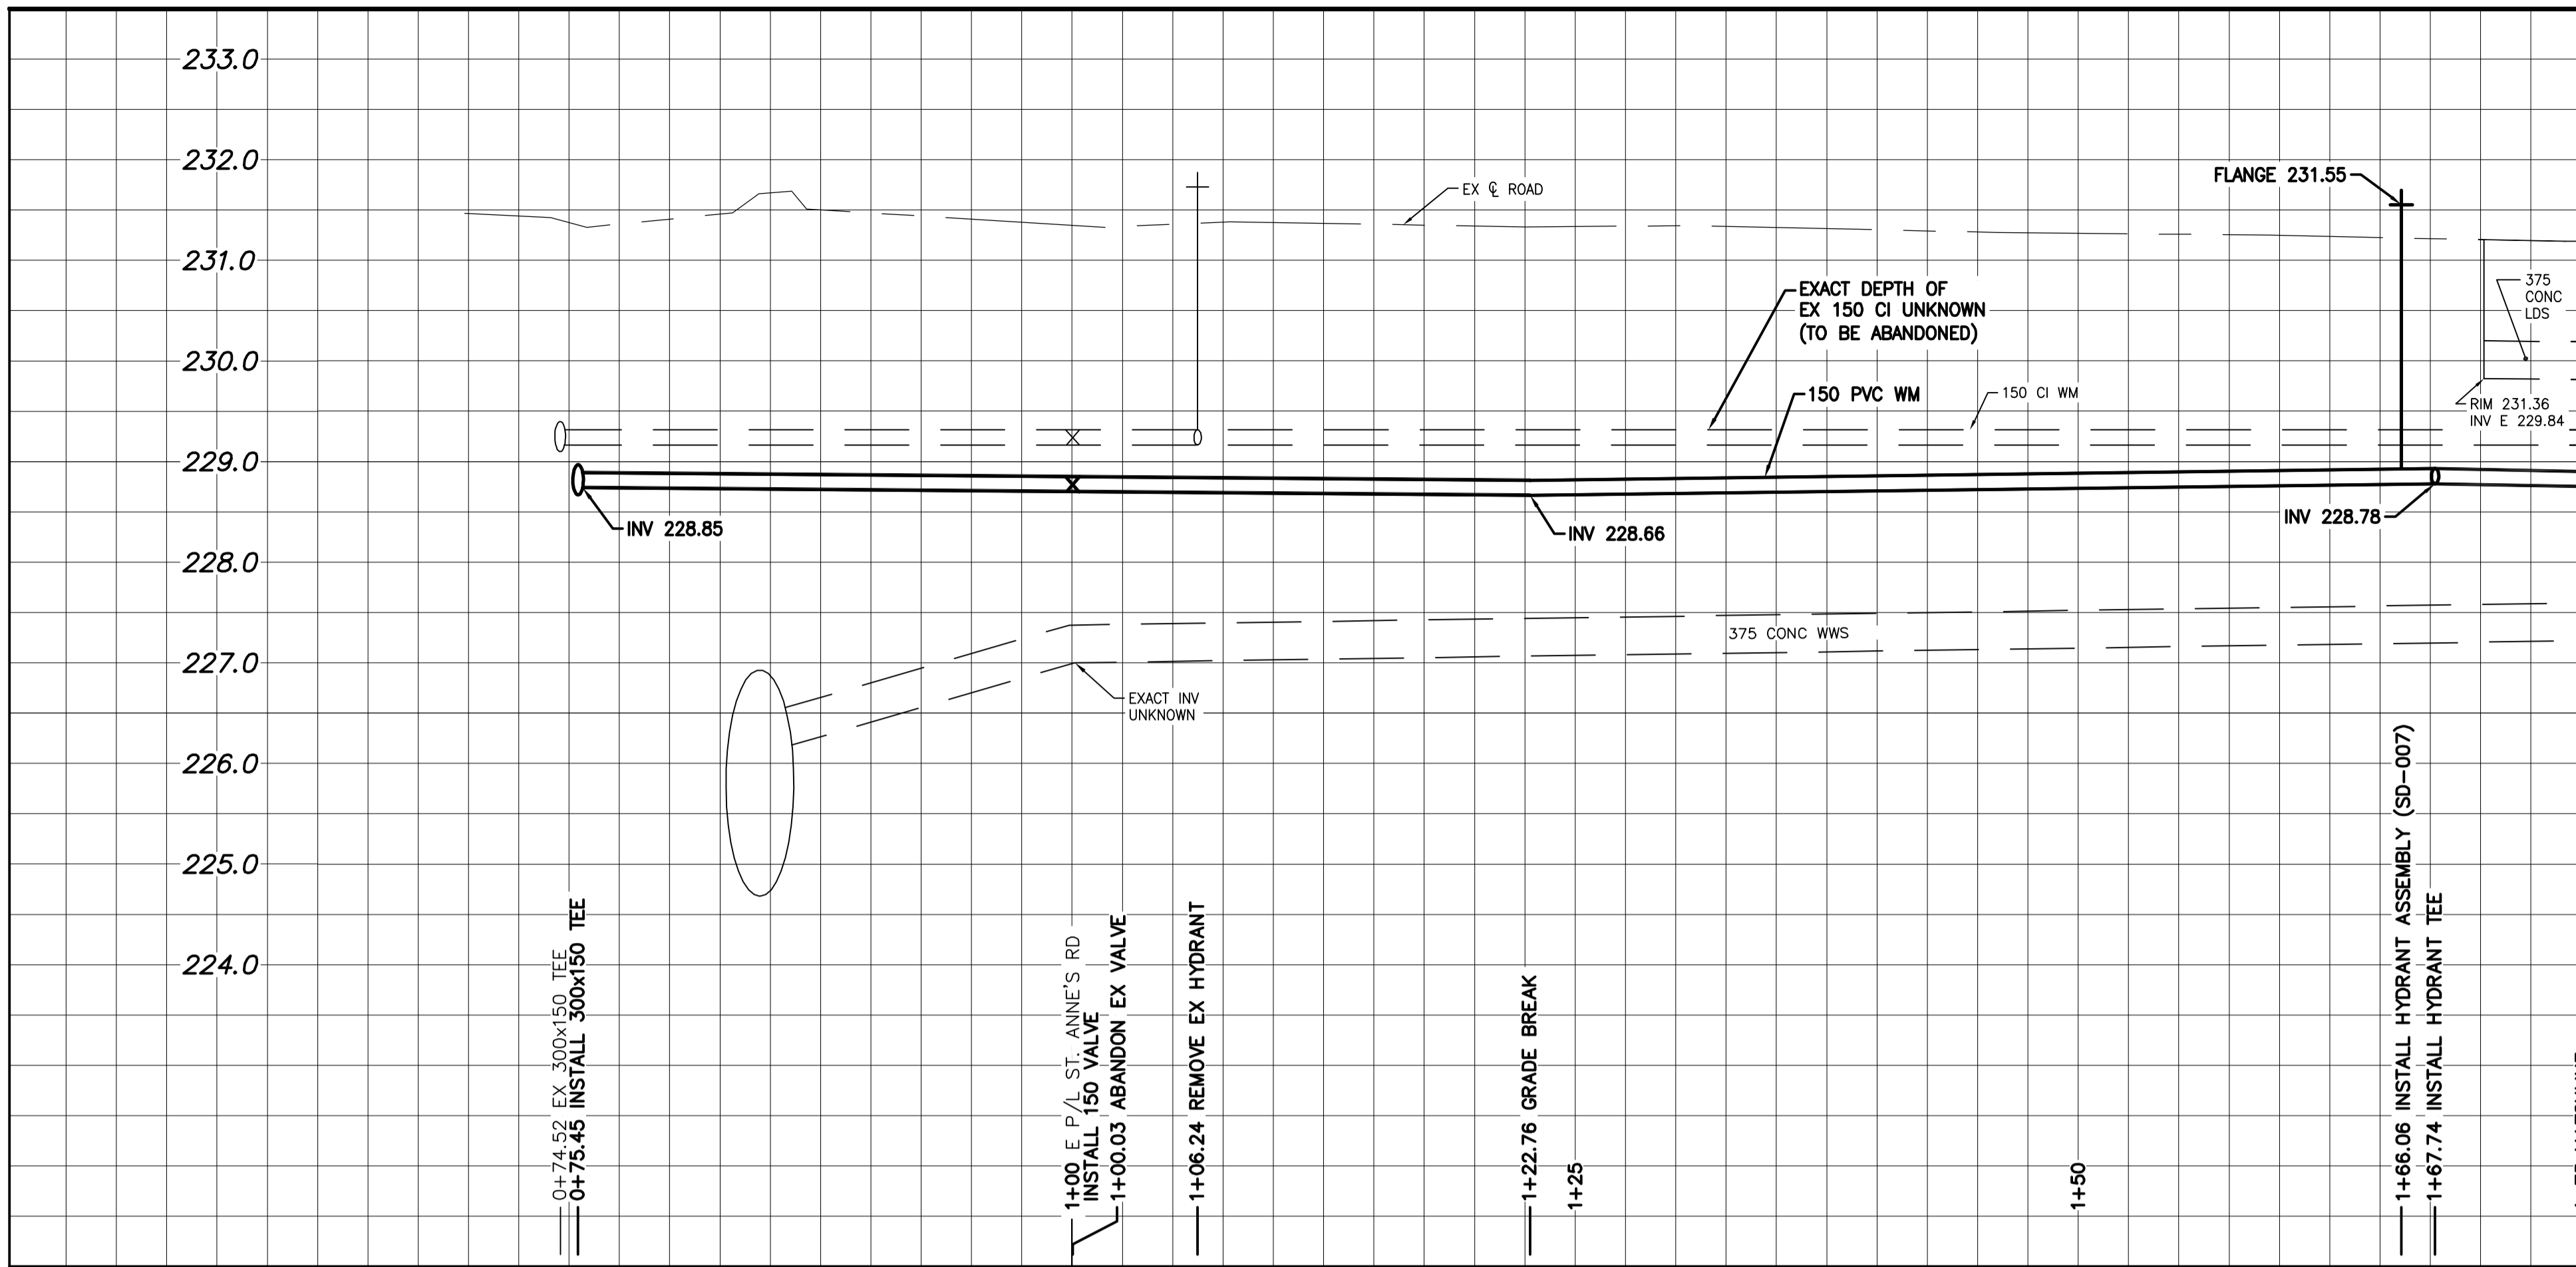 233.0
232.0
231.0
230.0
229.0
228.0
227.0
226.0
225.0
224.0
EX ℄ ROAD
FLANGE 231.55
EXACT DEPTH OF
EX 150 CI UNKNOWN
(TO BE ABANDONED)
150 PVC WM
150 CI WM
375
CONC
LDS
RIM 231.36
INV E 229.84
INV 228.85
INV 228.66
INV 228.78
375 CONC WWS
EXACT INV
UNKNOWN
0+74.52 EX 300x150 TEE
0+75.45 INSTALL 300x150 TEE
1+00 E P/L ST. ANNE'S RD
INSTALL 150 VALVE
1+00.03 ABANDON EX VALVE
1+06.24 REMOVE EX HYDRANT
1+22.76 GRADE BREAK
1+25
1+50
1+66.06 INSTALL HYDRANT ASSEMBLY (SD-007)
1+67.74 INSTALL HYDRANT TEE